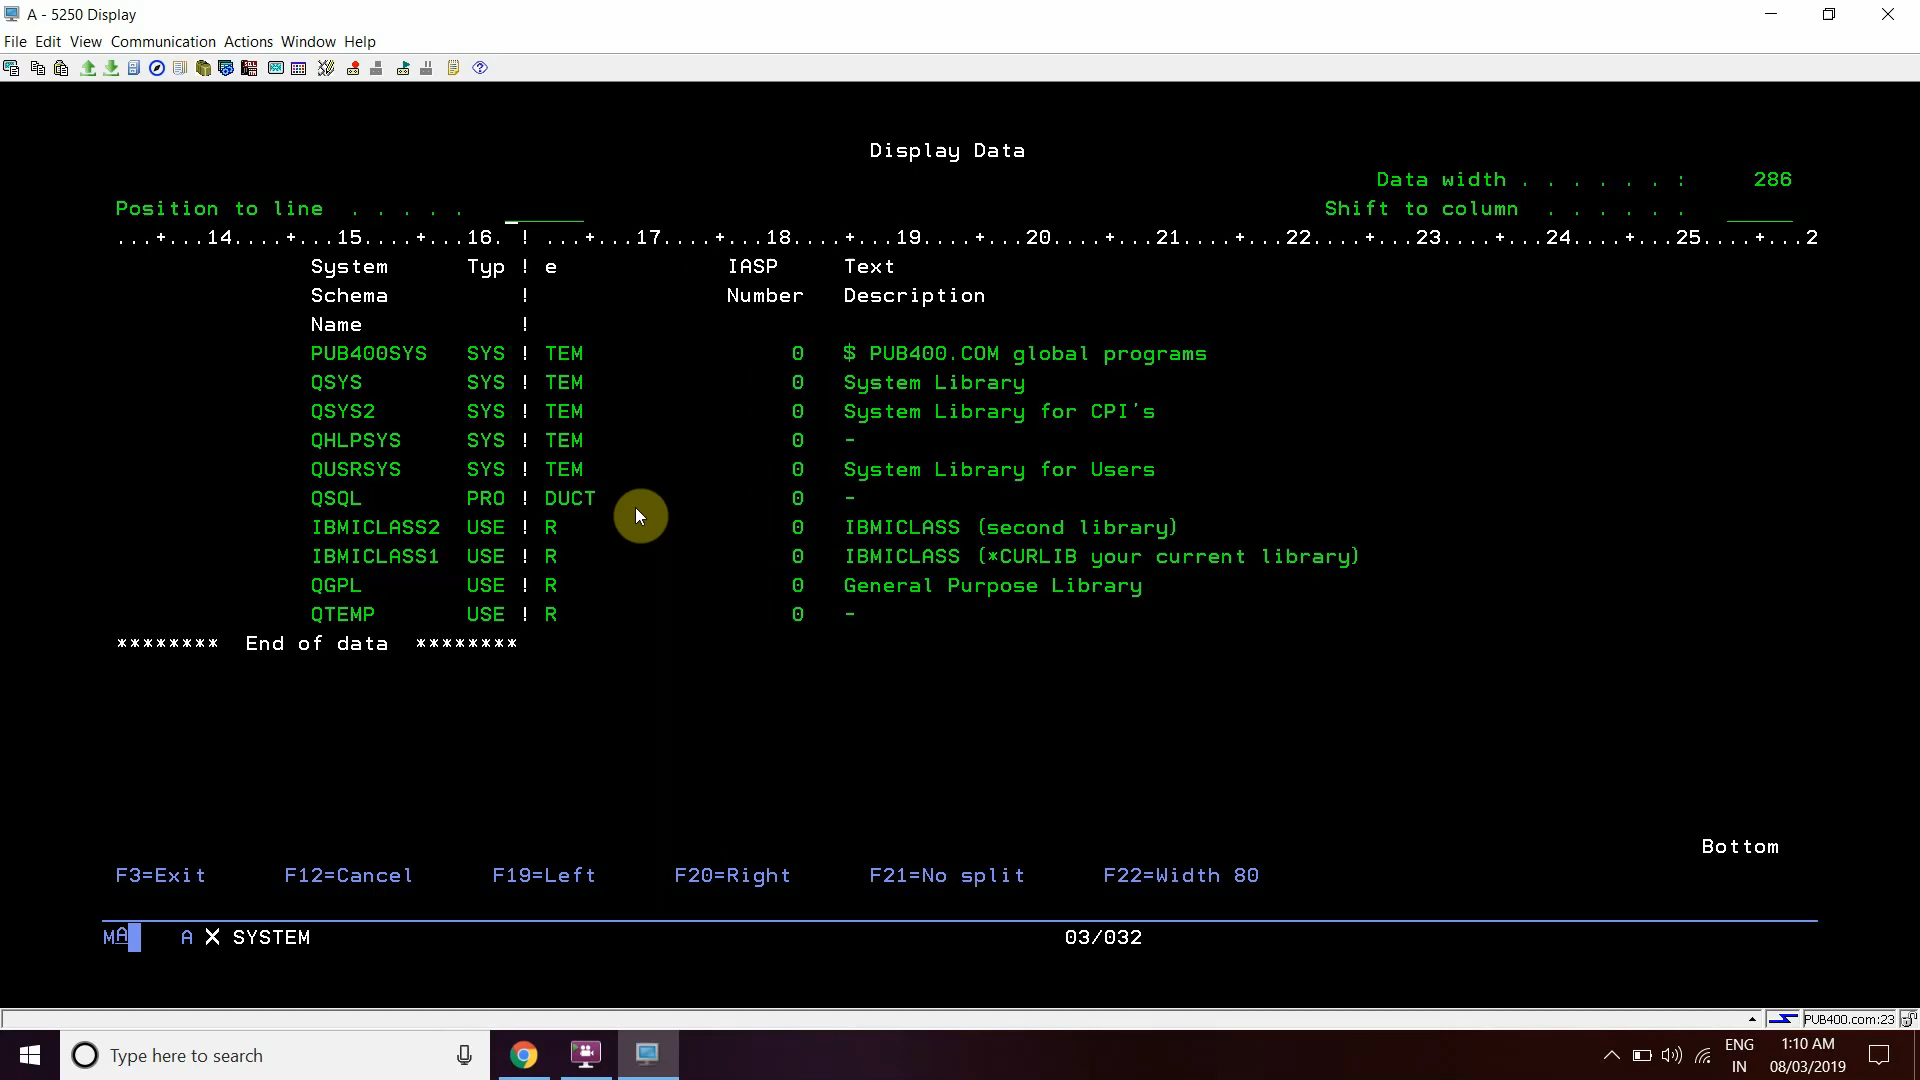 A - 5250 Display
File Edit View Communication Actions Window Help
Display Data
Data width . . . . . . : 286
Position to line . . . . . Shift to column . . . . . .
...+...14....+...15....+...16. ! ...+...17....+...18....+...19....+...20....+...21....+...22....+...23....+...24....+...25....+...2
System Typ ! e IASP Text
Schema ! Number Description
Name !
PUB400SYS SYS ! TEM 0 $ PUB400.COM global programs
QSYS SYS ! TEM 0 System Library
QSYS2 SYS ! TEM 0 System Library for CPI's
QHLPSYS SYS ! TEM 0 -
QUSRSYS SYS ! TEM 0 System Library for Users
QSQL PRO ! DUCT 0 -
IBMICLASS2 USE ! R 0 IBMICLASS (second library)
IBMICLASS1 USE ! R 0 IBMICLASS (*CURLIB your current library)
QGPL USE ! R 0 General Purpose Library
QTEMP USE ! R 0 -
******** End of data ********
Bottom
F3=Exit F12=Cancel F19=Left F20=Right F21=No split F22=Width 80
MA A X SYSTEM 03/032
PUB400.com:23
Type here to search
ENG 1:10 AM
IN 08/03/2019